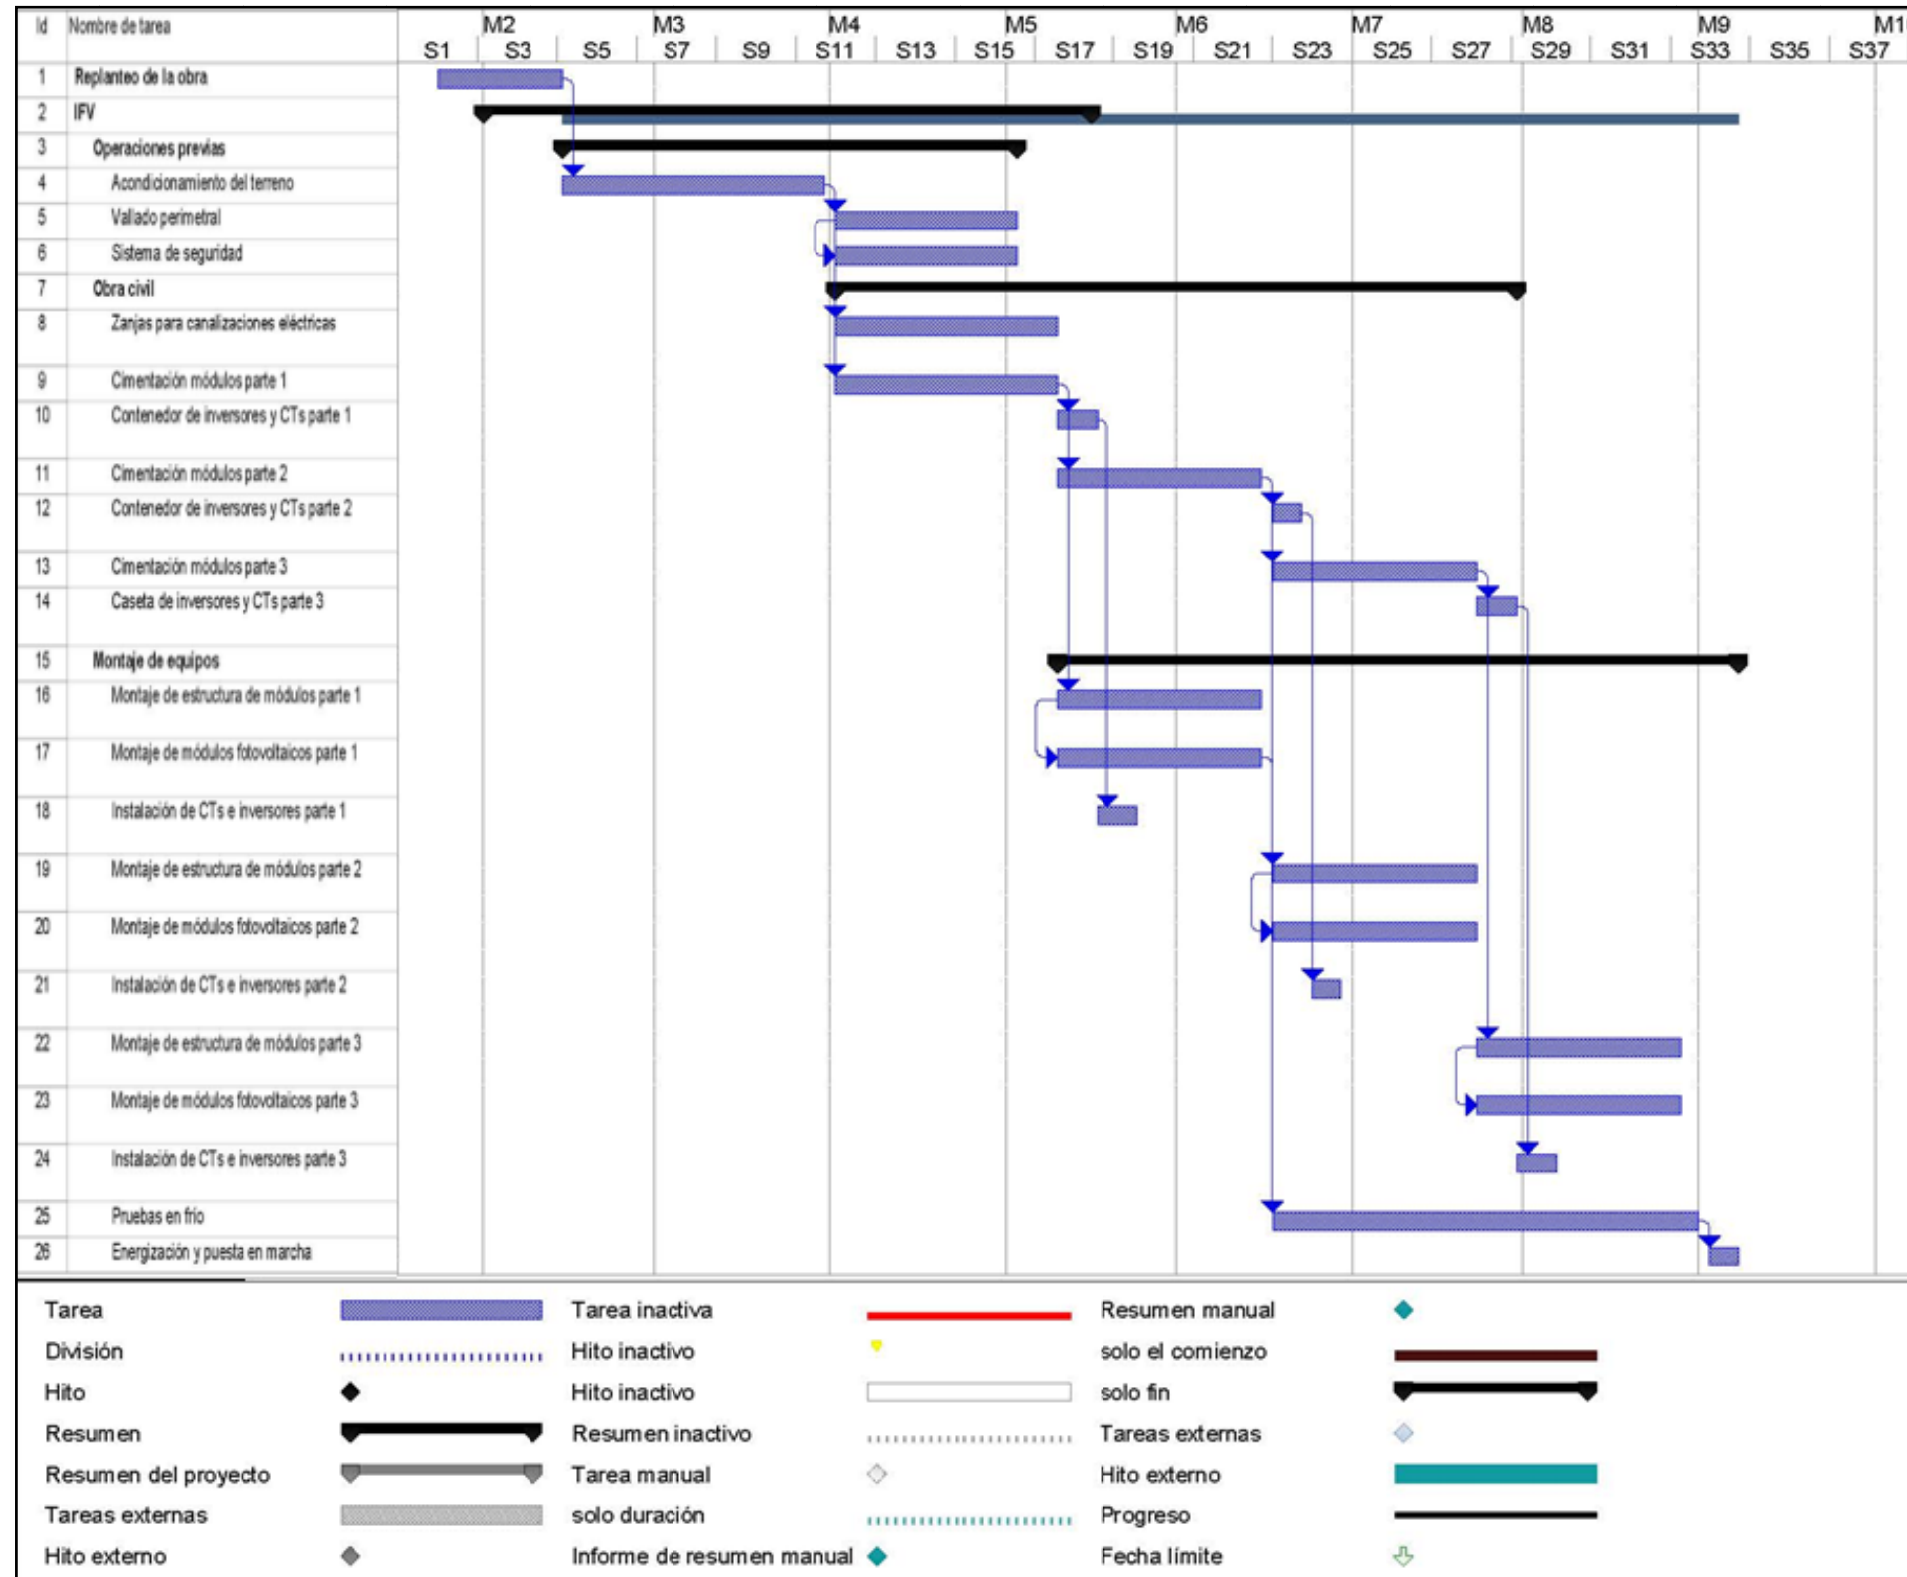 Id Nombre de tarea M2 M3 M4 M5 M6 M7 M8 M9 M1
S1 S3 S5 S7 S9 S11 S13 S15 S17 S19 S21 S23 S25 S27 S29 S31 S33 S35 S37
1 Replanteo de la obra
2 IFV
3 Operaciones previas
4 Acondicionamiento del terreno
5 Vallado perimetral
6 Sistema de seguridad
7 Obra civil
8 Zanjas para canalizaciones eléctricas
9 Cimentación módulos parte 1
10 Contenedor de inversores y CTs parte 1
11 Cimentación módulos parte 2
12 Contenedor de inversores y CTs parte 2
13 Cimentación módulos parte 3
14 Caseta de inversores y CTs parte 3
15 Montaje de equipos
16 Montaje de estructura de módulos parte 1
17 Montaje de módulos fotovoltaicos parte 1
18 Instalación de CTs e inversores parte 1
19 Montaje de estructura de módulos parte 2
20 Montaje de módulos fotovoltaicos parte 2
21 Instalación de CTs e inversores parte 2
22 Montaje de estructura de módulos parte 3
23 Montaje de módulos fotovoltaicos parte 3
24 Instalación de CTs e inversores parte 3
25 Pruebas en frío
26 Energización y puesta en marcha
Tarea Tarea inactiva Resumen manual
División Hito inactivo solo el comienzo
Hito Hito inactivo solo fin
Resumen Resumen inactivo Tareas externas
Resumen del proyecto Tarea manual Hito externo
Tareas externas solo duración Progreso
Hito externo Informe de resumen manual Fecha límite